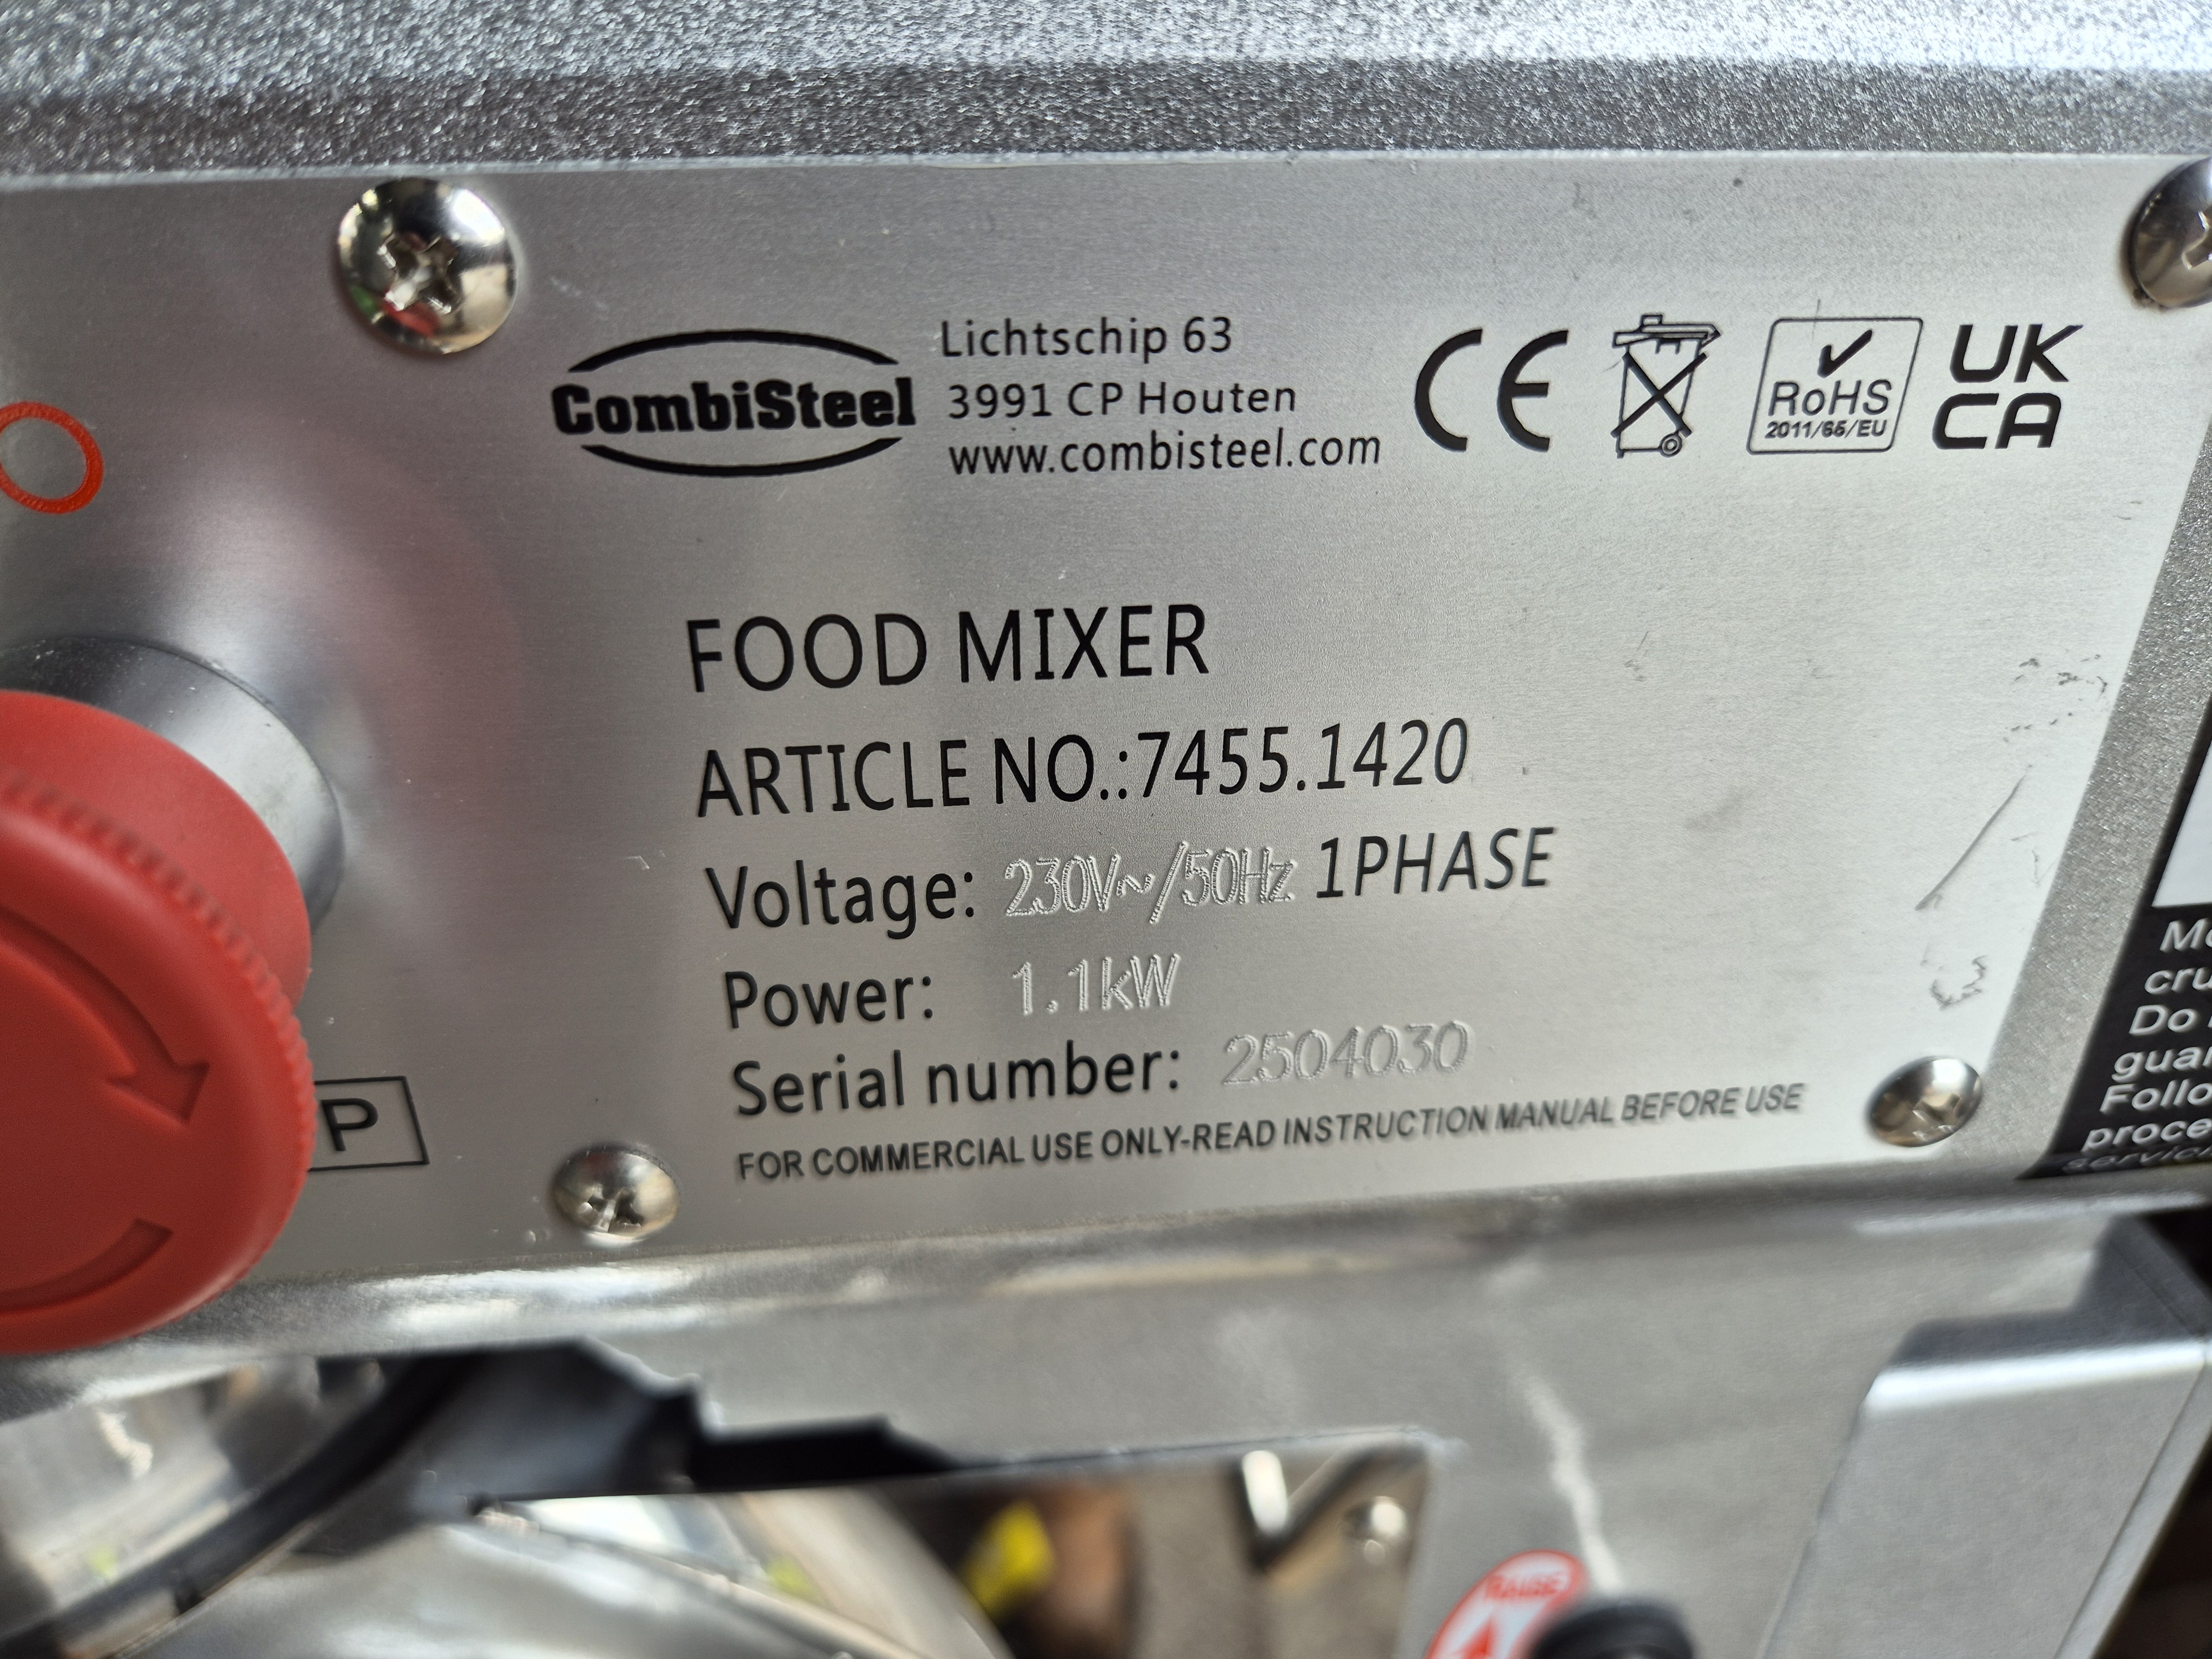 CombiSteel
Lichtschip 63
3991 CP Houten
www.combisteel.com
CE
RoHS
2011/65/EU
UK
CA
FOOD MIXER
ARTICLE NO.:7455.1420
Voltage: 230V~/50Hz 1PHASE
Power: 1.1kW
Serial number: 2504030
FOR COMMERCIAL USE ONLY-READ INSTRUCTION MANUAL BEFORE USE
P
Do
RAISE